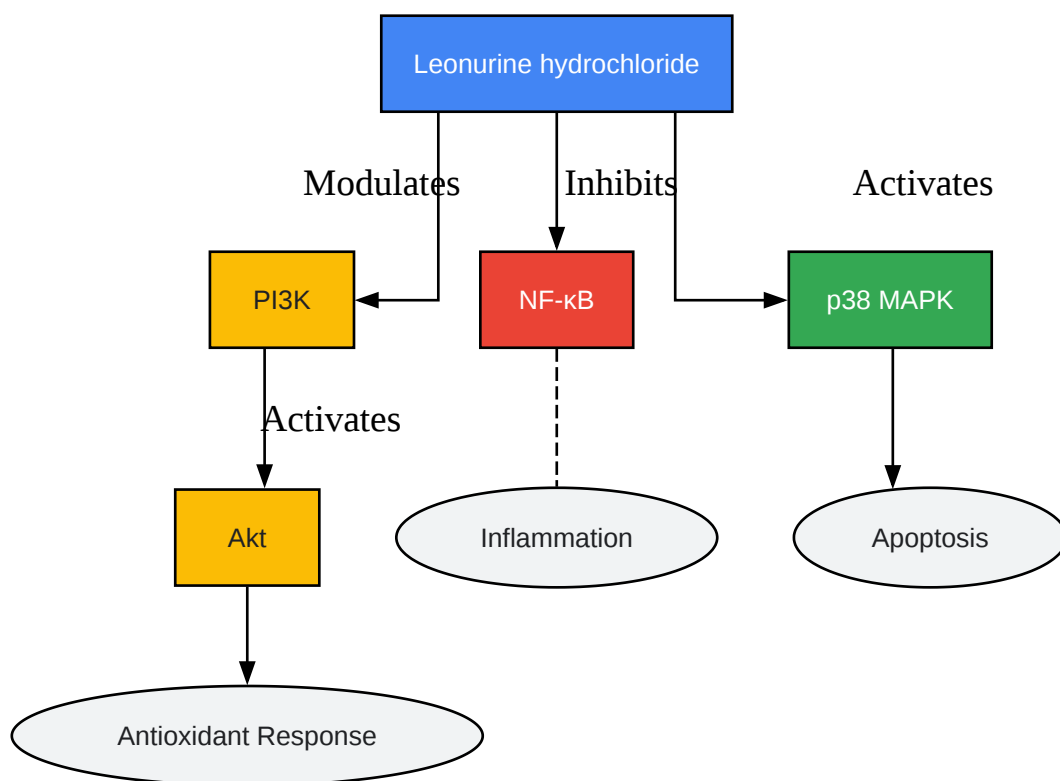 Leonurine hydrochloride
Modulates
Inhibits
Activates
PI3K
NF-κB
p38 MAPK
Activates
Akt
Inflammation
Apoptosis
Antioxidant Response